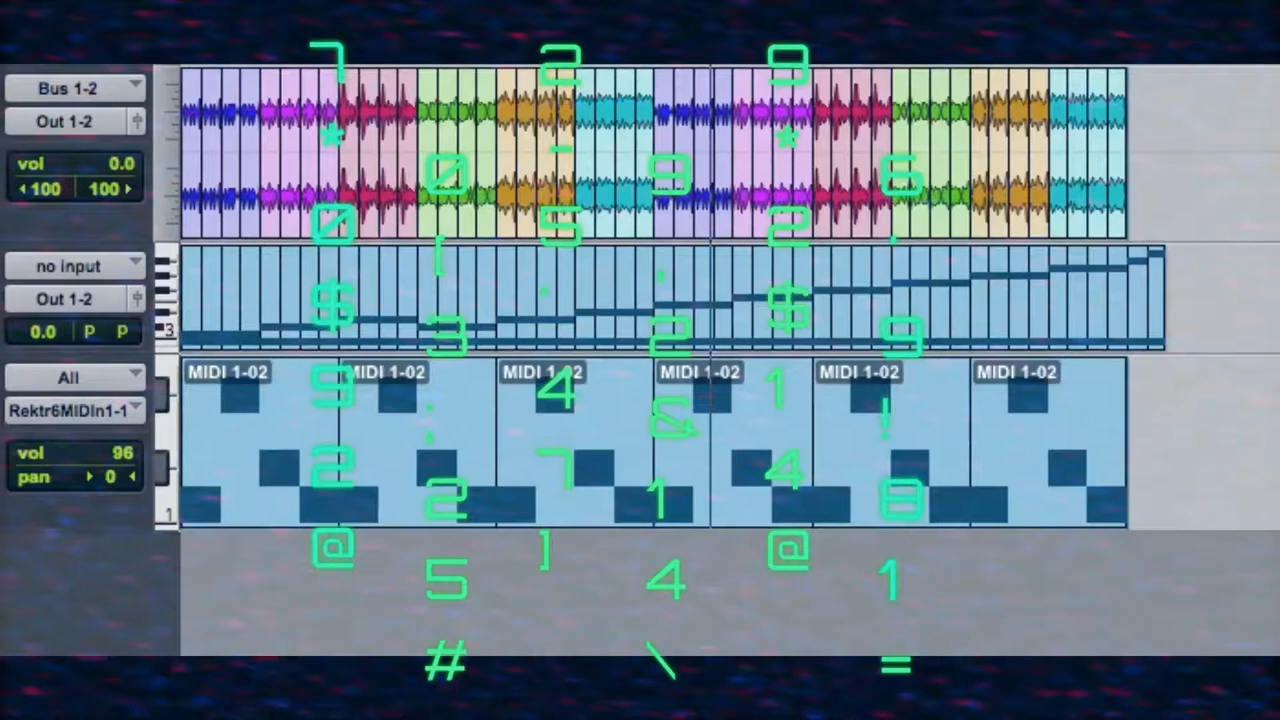 Bus 1-2
Out 1-2
vol 0.0
100 100
no input
Out 1-2
0.0 P P
3
All
Rektr6MIDIn1-1
vol 96
pan 0
1
MIDI 1-02 MIDI 1-02 MIDI 1-02 MIDI 1-02 MIDI 1-02 MIDI 1-02
7 2 9
* - *
0 9 6
0 5 2
[ . '
$ . $
3 2 9
9 4 1
: & !
2 7 4
2 1 8
@ ] @
5 4 1
# \ =